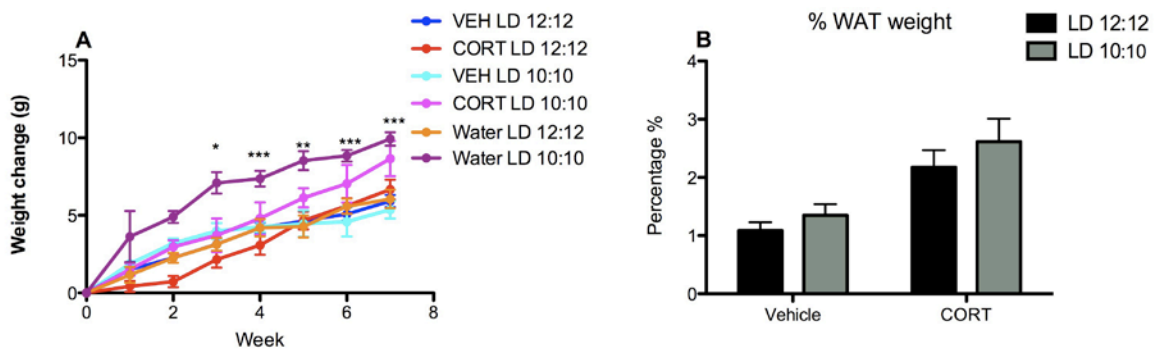 A
VEH LD 12:12
CORT LD 12:12
VEH LD 10:10
CORT LD 10:10
Water LD 12:12
Water LD 10:10
Weight change (g)
15
10
5
0
* *** ** *** ***
0 2 4 6 8
Week
B
% WAT weight
LD 12:12
LD 10:10
Percentage %
4
3
2
1
0
Vehicle CORT